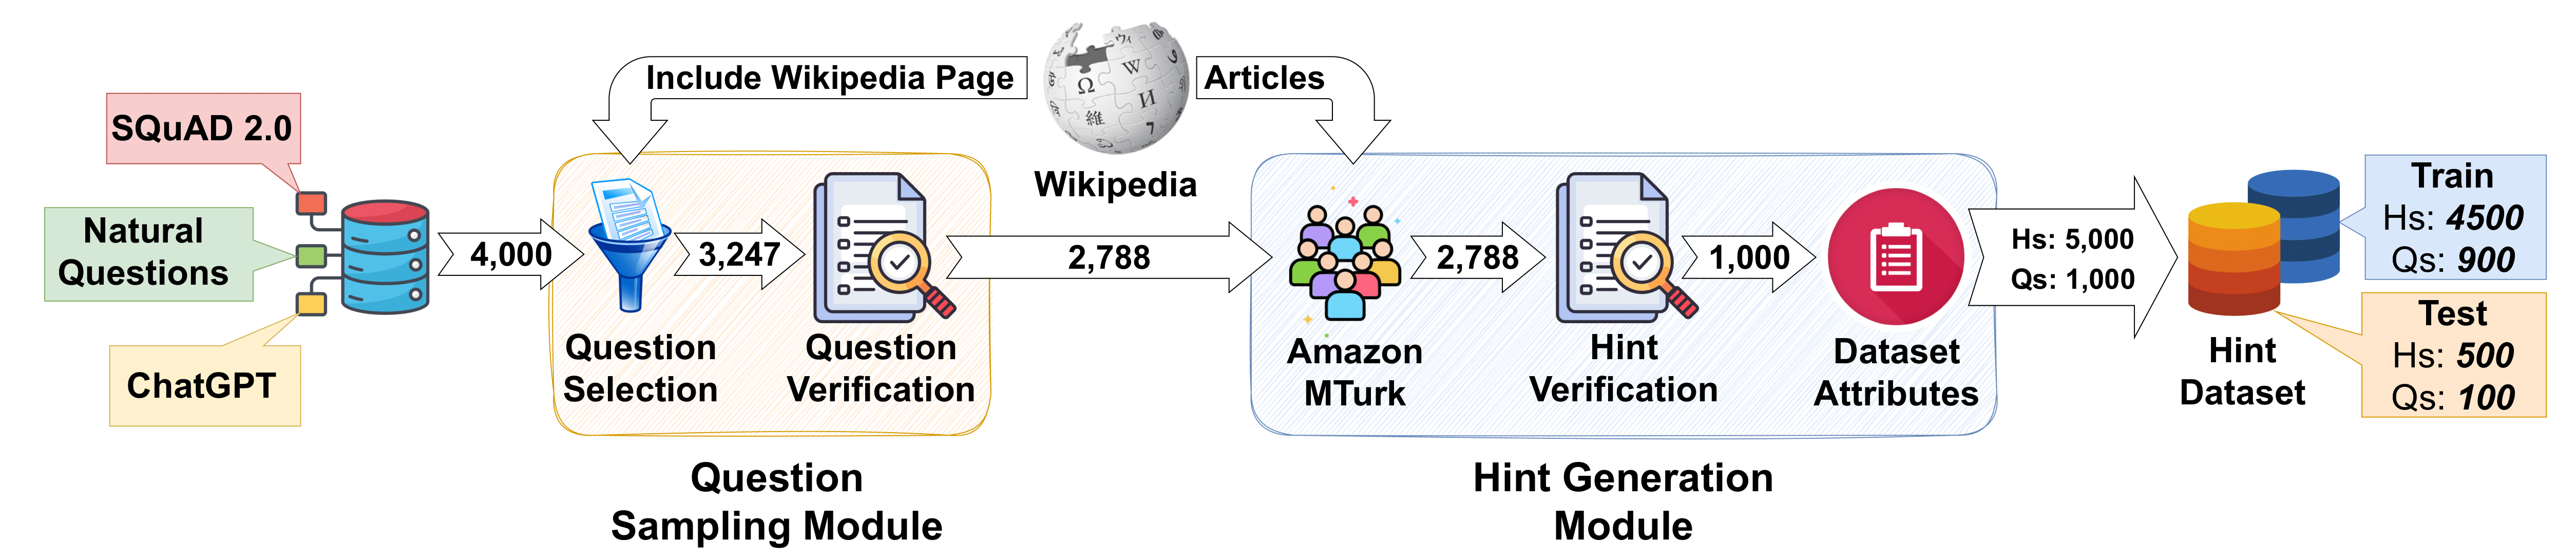 SQuAD 2.0
Natural
Questions
ChatGPT
4,000
Include Wikipedia Page
Question
Selection
3,247
Question
Verification
Question
Sampling Module
Wikipedia
Articles
2,788
Amazon
MTurk
2,788
Hint
Verification
1,000
Dataset
Attributes
Hint Generation
Module
Hs: 5,000
Qs: 1,000
Hint
Dataset
Train
Hs: 4500
Qs: 900
Test
Hs: 500
Qs: 100